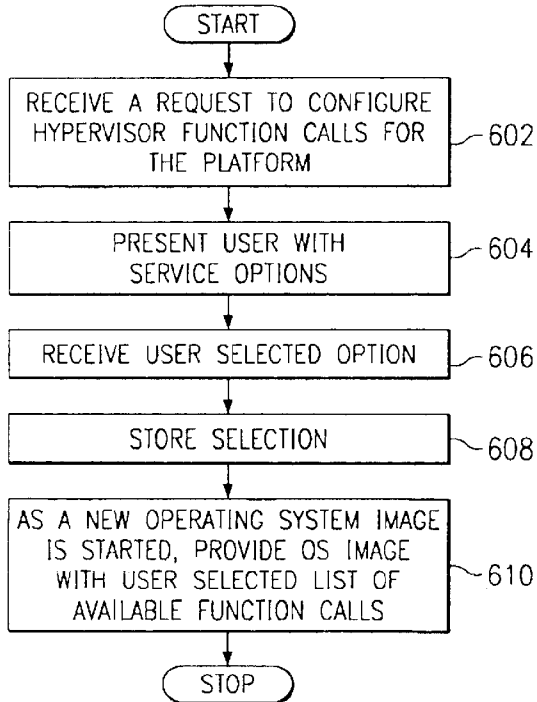 START
RECEIVE A REQUEST TO CONFIGURE
HYPERVISOR FUNCTION CALLS FOR
THE PLATFORM
602
PRESENT USER WITH
SERVICE OPTIONS
604
RECEIVE USER SELECTED OPTION
606
STORE SELECTION
608
AS A NEW OPERATING SYSTEM IMAGE
IS STARTED, PROVIDE OS IMAGE
WITH USER SELECTED LIST OF
AVAILABLE FUNCTION CALLS
610
STOP